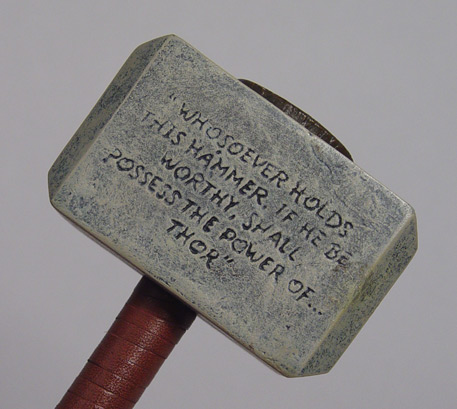 "WHOSOEVER HOLDS
THIS HAMMER, IF HE BE
WORTHY, SHALL
POSSESS THE POWER OF...
THOR"